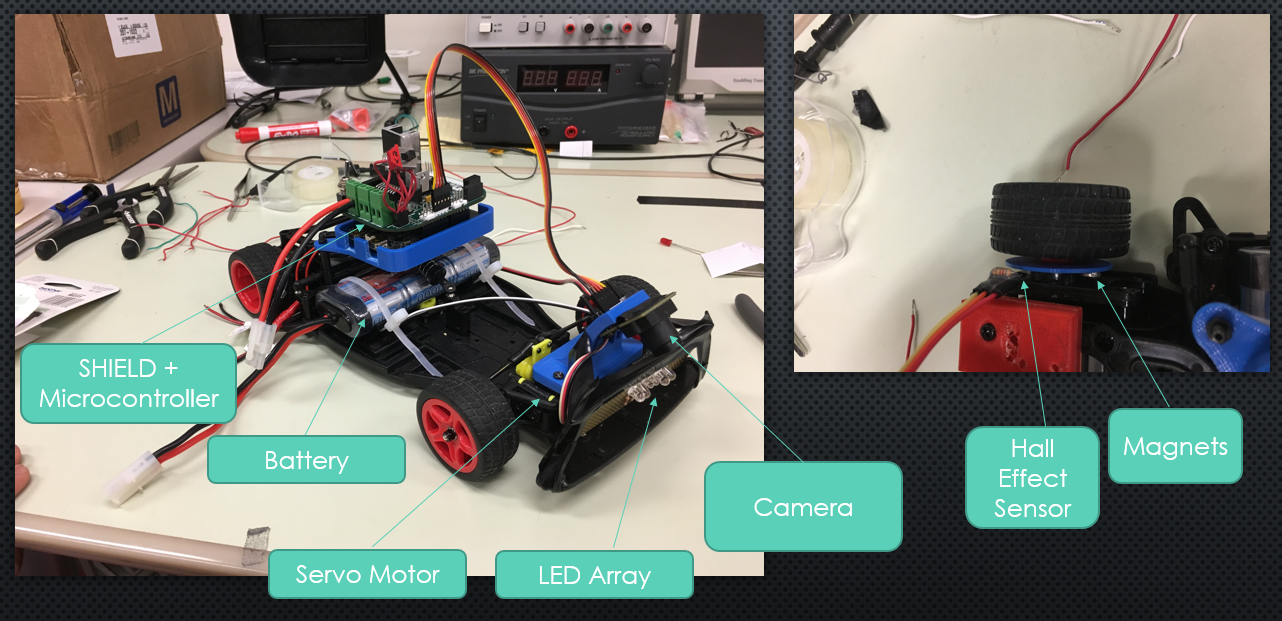 SHIELD +
Microcontroller
Battery
Servo Motor
LED Array
Camera
Hall
Effect
Sensor
Magnets
M